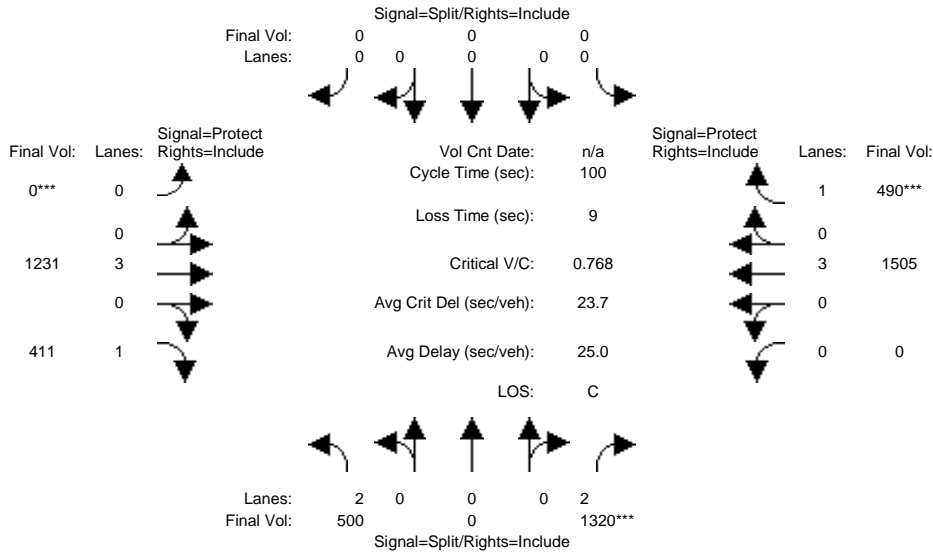 Signal=Split/Rights=Include
Final Vol: 0 0 0
Lanes: 0 0 0 0 0
Signal=Protect Signal=Protect
Final Vol: Lanes: Rights=Include Vol Cnt Date: n/a Rights=Include Lanes: Final Vol:
Cycle Time (sec): 100
0*** 0 1 490***
Loss Time (sec): 9
0 0
1231 3 Critical V/C: 0.768 3 1505
0 Avg Crit Del (sec/veh): 23.7 0
411 1 Avg Delay (sec/veh): 25.0 0 0
LOS: C
Lanes: 2 0 0 0 2
Final Vol: 500 0 1320***
Signal=Split/Rights=Include